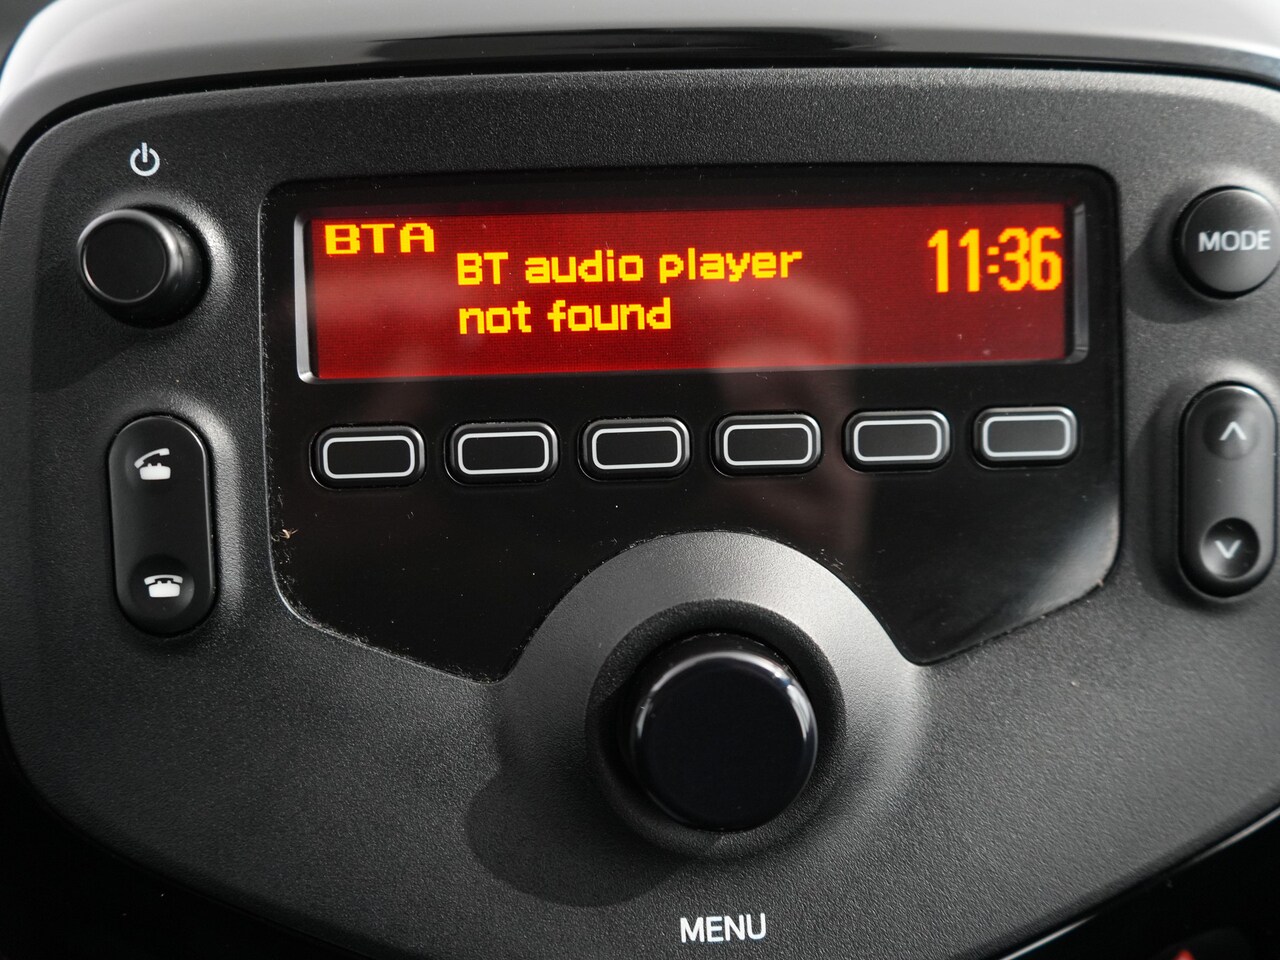 BTA
BT audio player
not found
11:36
MODE
MENU